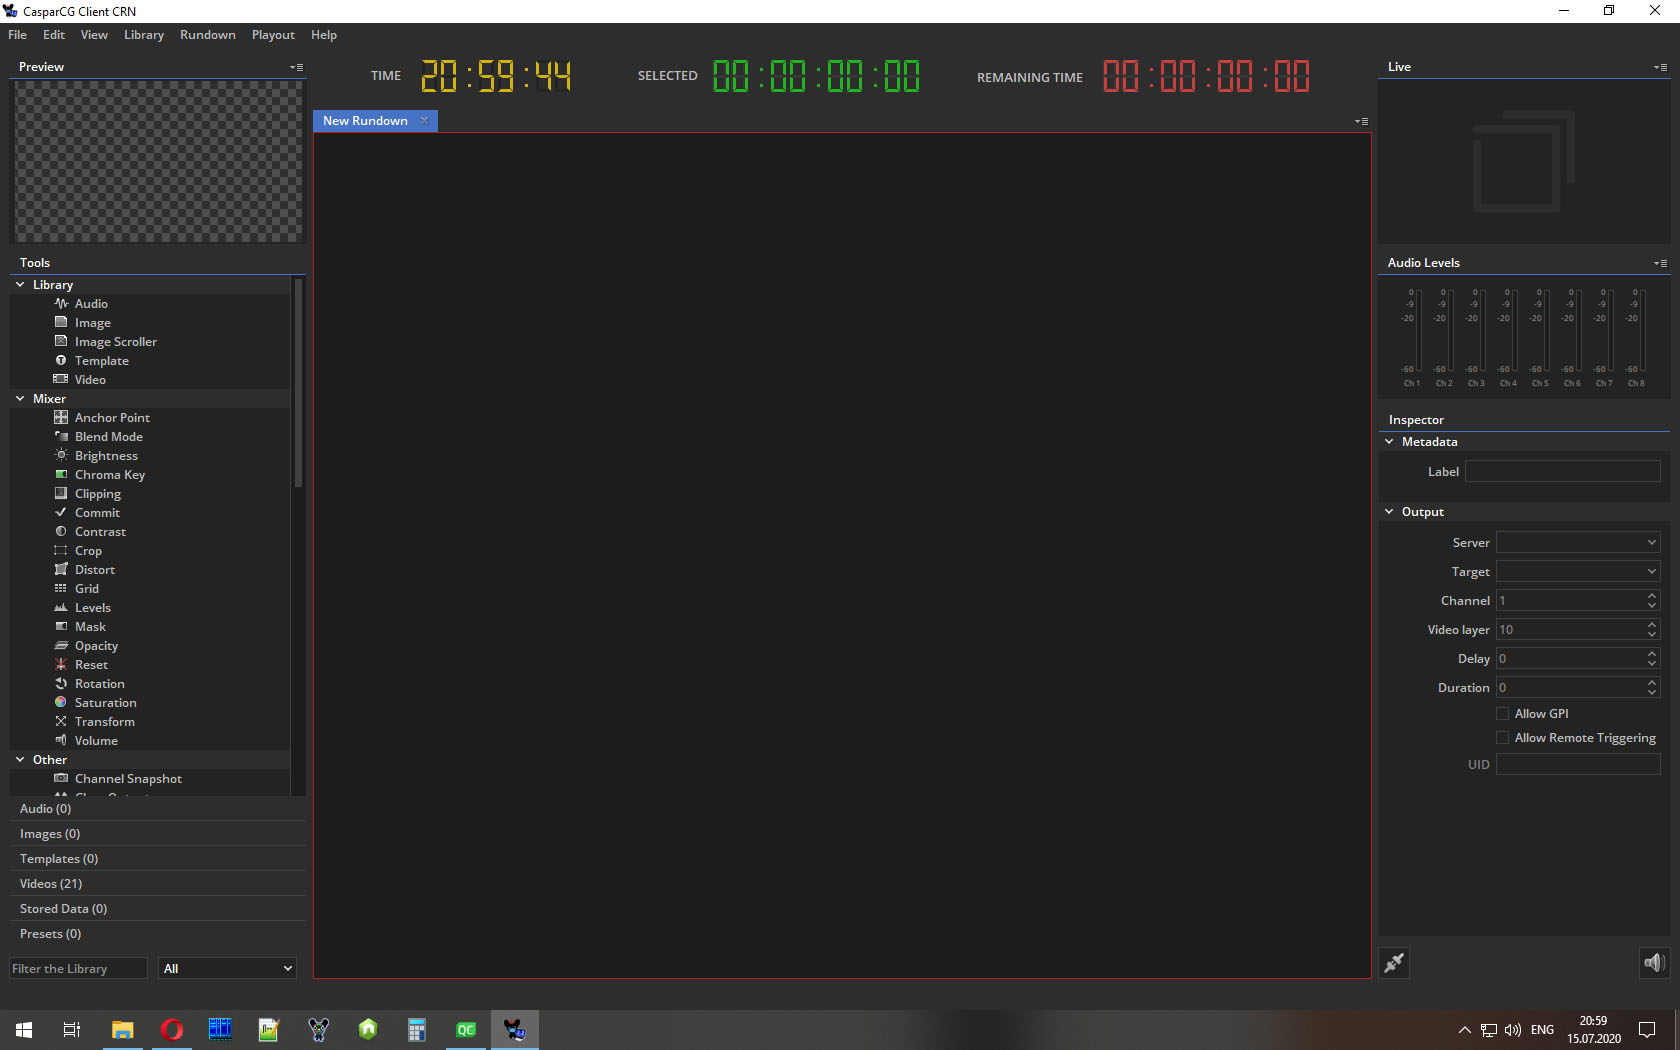 CasparCG Client CRN
File Edit View Library Rundown Playout Help
Preview
TIME 20:59:44 SELECTED 00:00:00:00 REMAINING TIME 00:00:00:00
New Rundown
Tools
Library
Audio
Image
Image Scroller
Template
Video
Mixer
Anchor Point
Blend Mode
Brightness
Chroma Key
Clipping
Commit
Contrast
Crop
Distort
Grid
Levels
Mask
Opacity
Reset
Rotation
Saturation
Transform
Volume
Other
Channel Snapshot
Audio (0)
Images (0)
Templates (0)
Videos (21)
Stored Data (0)
Presets (0)
Filter the Library All
Live
Audio Levels
0 0 0 0 0 0 0 0
-9 -9 -9 -9 -9 -9 -9 -9
-20 -20 -20 -20 -20 -20 -20 -20
-60 -60 -60 -60 -60 -60 -60 -60
Ch 1 Ch 2 Ch 3 Ch 4 Ch 5 Ch 6 Ch 7 Ch 8
Inspector
Metadata
Label
Output
Server
Target
Channel 1
Video layer 10
Delay 0
Duration 0
Allow GPI
Allow Remote Triggering
UID
QC
ENG
20:59
15.07.2020